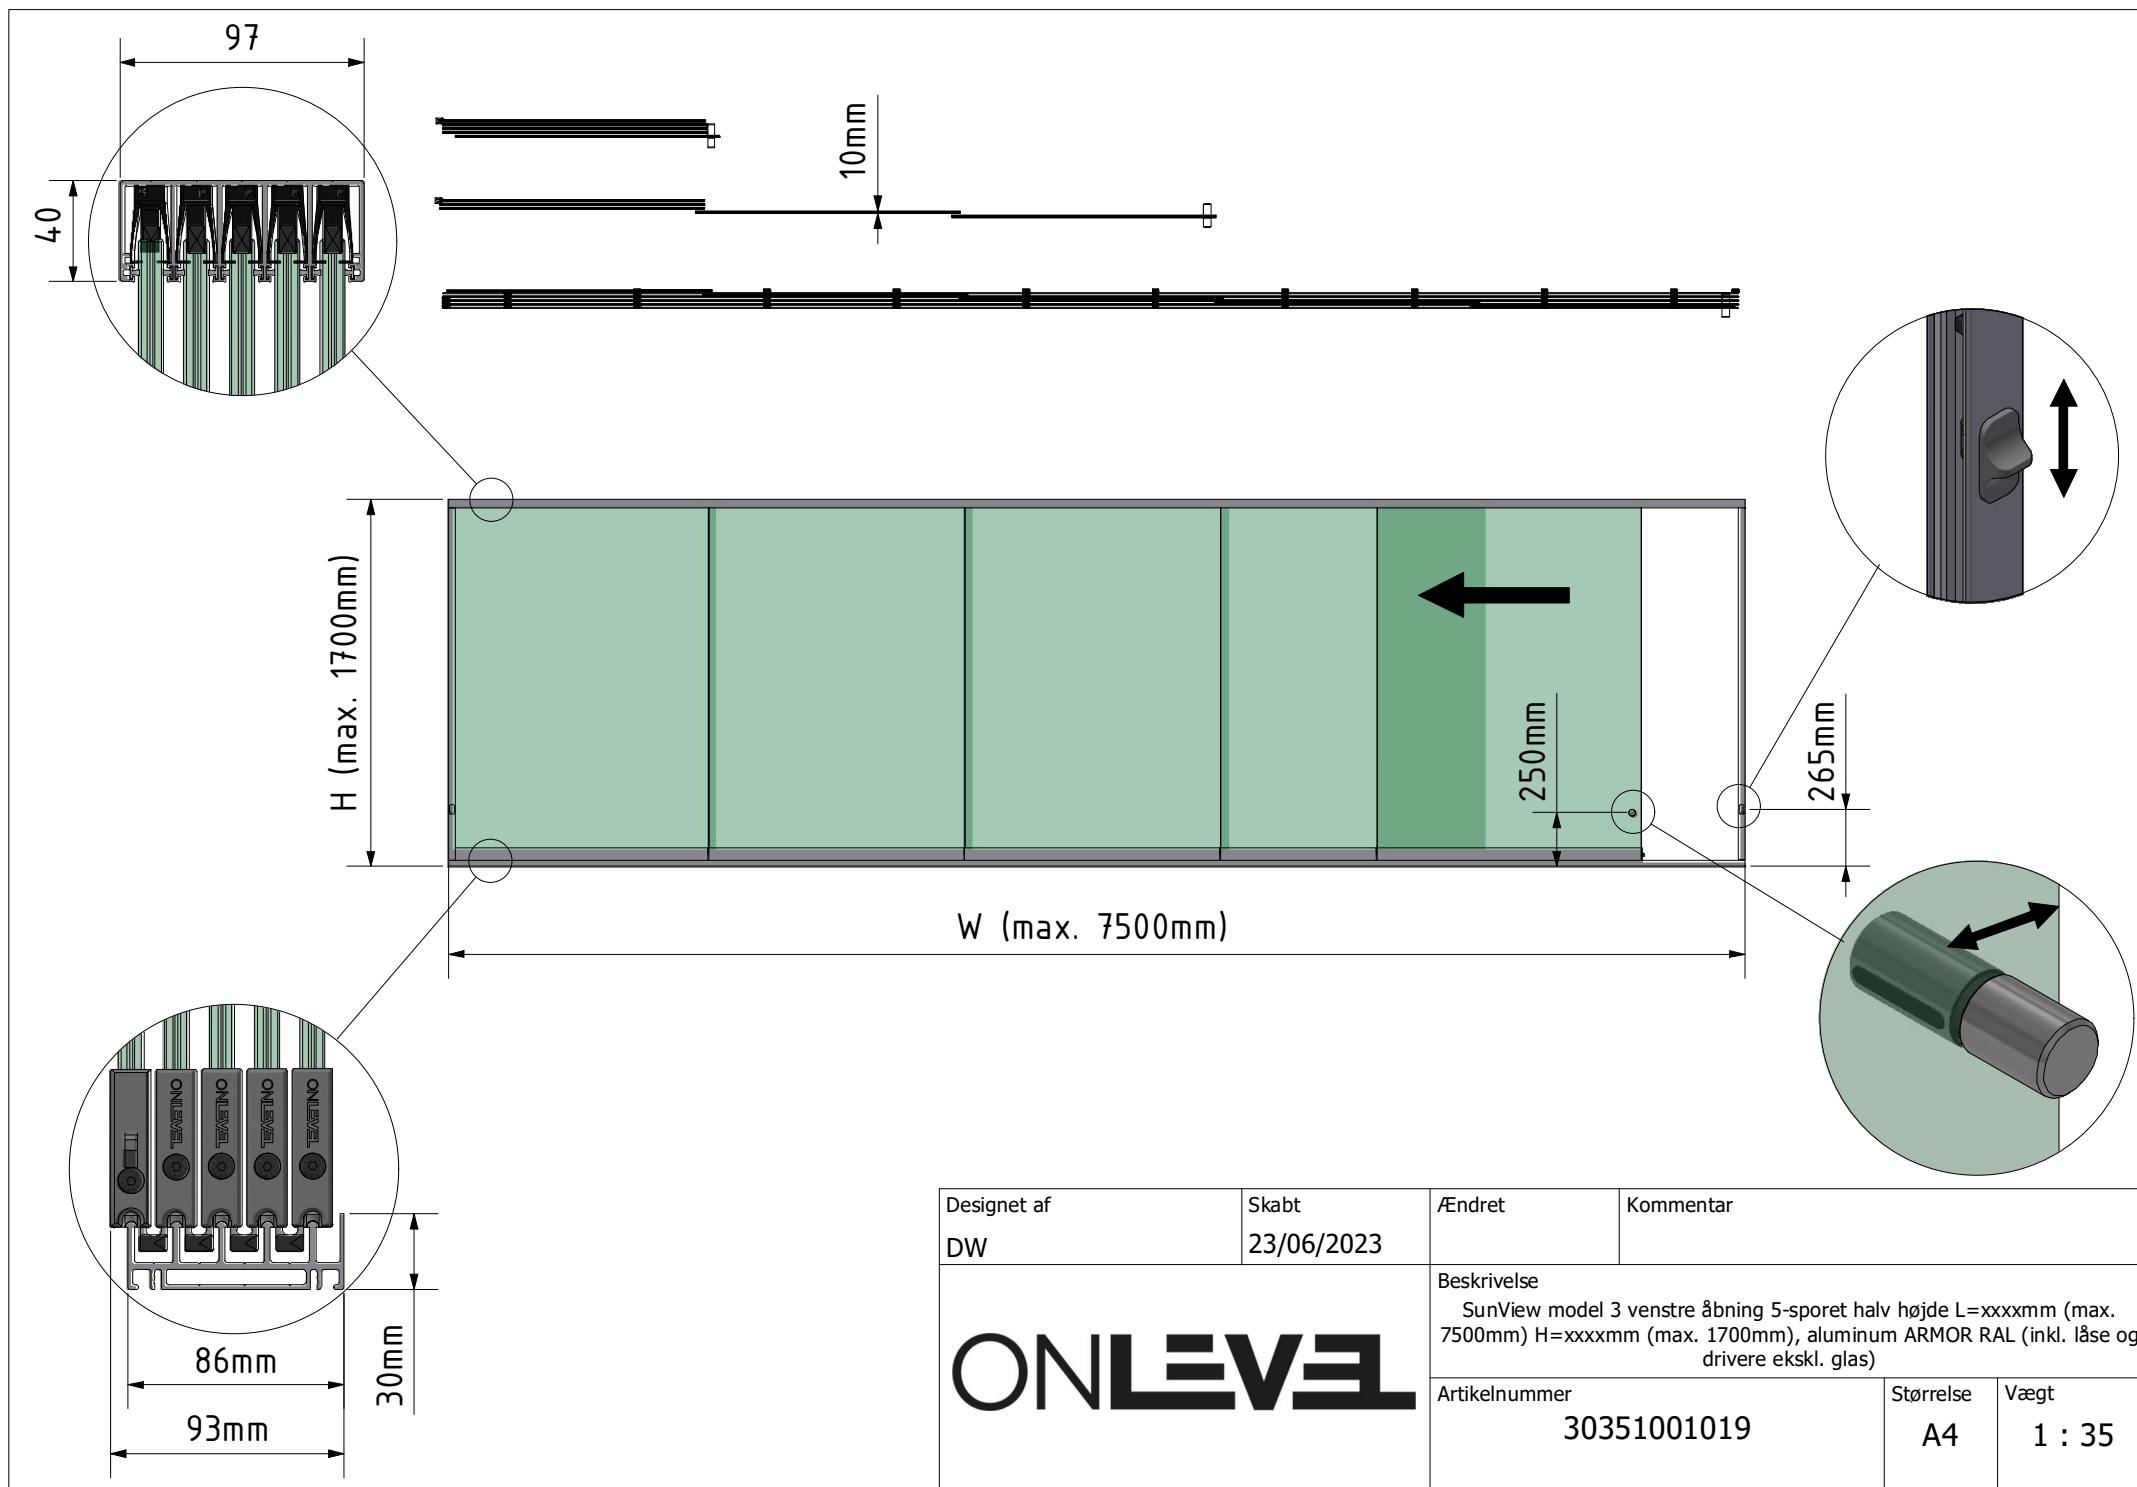 97
40
10mm
H (max. 1700mm)
250mm
265mm
W (max. 7500mm)
ONLEVEL
ONLEVEL
ONLEVEL
ONLEVEL
30mm
86mm
93mm
Designet af
DW
Skabt
23/06/2023
Ændret
Kommentar
ONLEVEL
Beskrivelse
SunView model 3 venstre åbning 5-sporet halv højde L=xxxxmm (max.
7500mm) H=xxxxmm (max. 1700mm), aluminum ARMOR RAL (inkl. låse og
drivere ekskl. glas)
Artikelnummer
30351001019
Størrelse
A4
Vægt
1 : 35